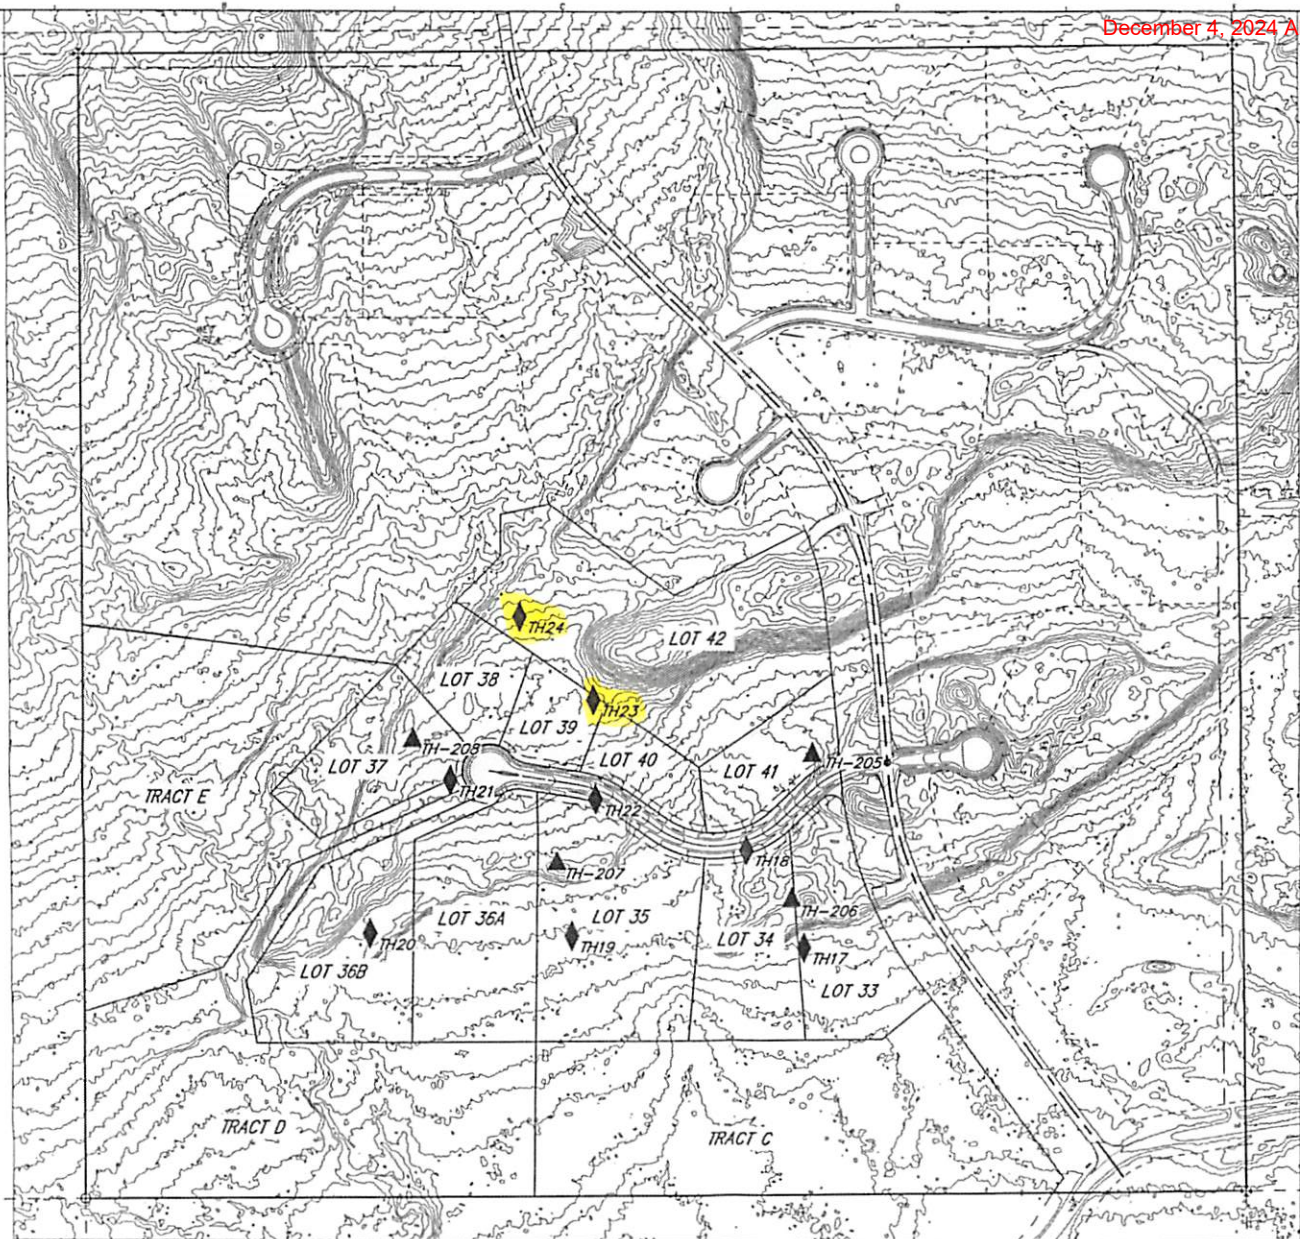 December 4, 2024 A
TH24
LOT 42
LOT 38
TH23
LOT 39
TH-208
LOT 40
TH-205
LOT 37
LOT 41
TH21
TRACT E
TH22
TH18
TH-207
TH-206
LOT 36A
LOT 35
LOT 34
TH20
TH19
TH17
LOT 36B
LOT 33
TRACT D
TRACT C